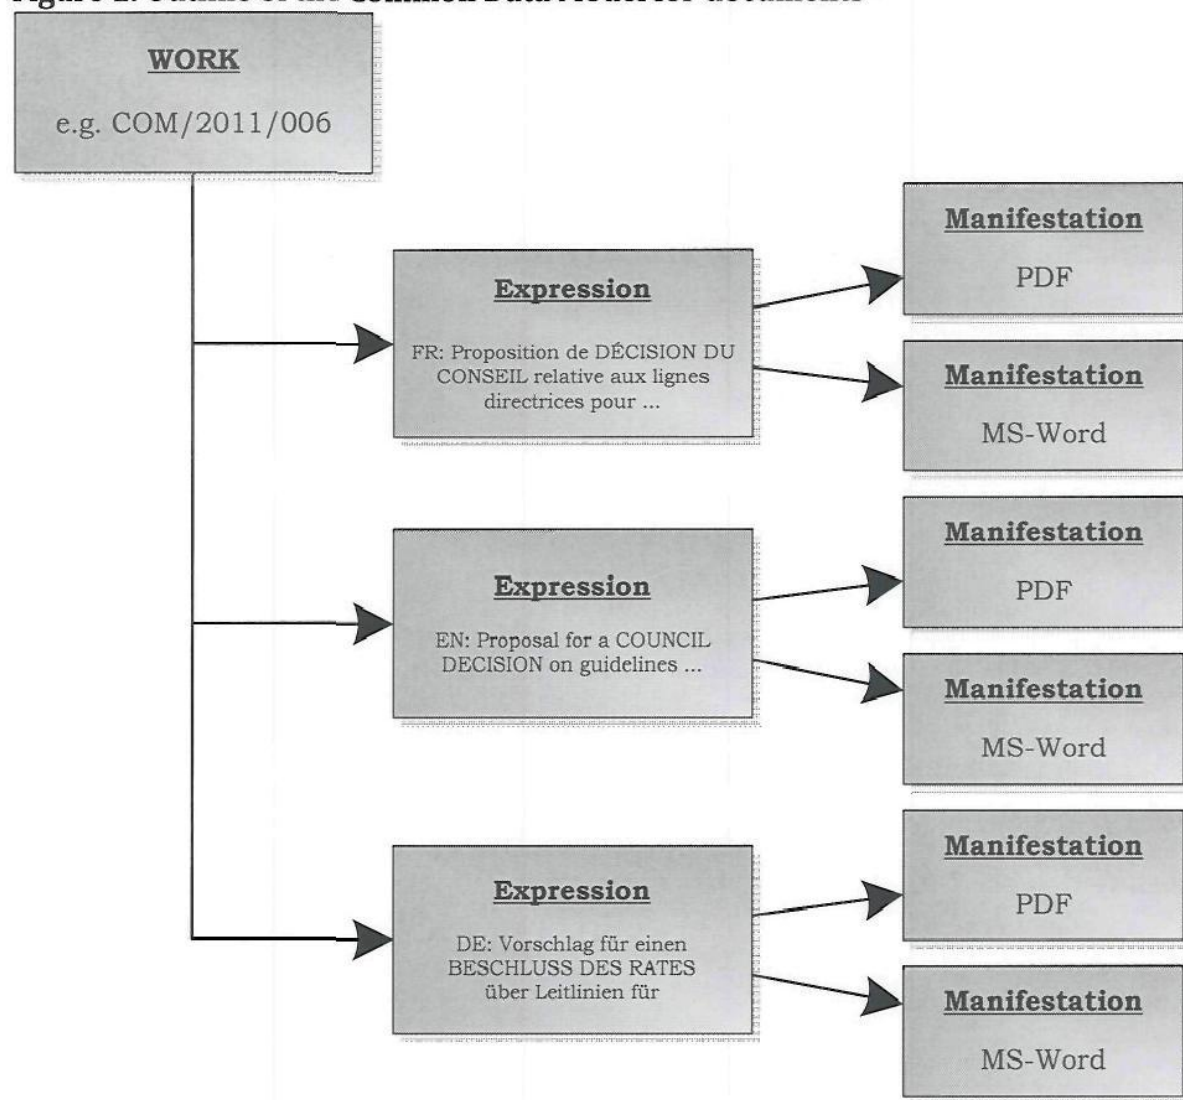 WORK
e.g. COM/2011/006
Expression
FR: Proposition de DÉCISION DU
CONSEIL relative aux lignes
directrices pour ...
Manifestation
PDF
Manifestation
MS-Word
Expression
EN: Proposal for a COUNCIL
DECISION on guidelines ...
Manifestation
PDF
Manifestation
MS-Word
Expression
DE: Vorschlag für einen
BESCHLUSS DES RATES
über Leitlinien für
Manifestation
PDF
Manifestation
MS-Word